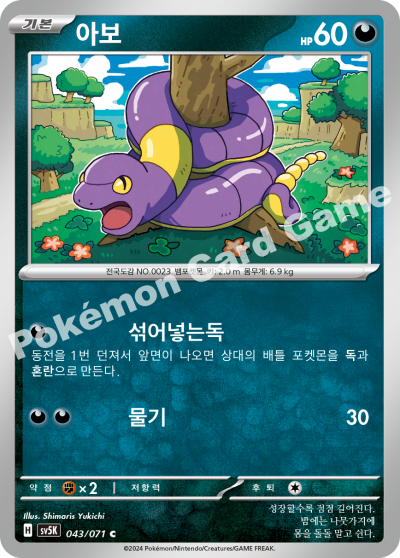 기본 아보 HP 60
전국도감 NO.0023 뱀포켓몬 키: 2.0 m 몸무게: 6.9 kg
Pokémon Card Game
섞어넣는독
동전을 1번 던져서 앞면이 나오면 상대의 배틀 포켓몬을 독과
혼란으로 만든다.
물기 30
약점 ×2 저항력 후퇴
Illus. Shimaris Yukichi
H sv5K 043/071 C
성장할수록 점점 길어진다.
밤에는 나뭇가지에
몸을 돌돌 말고 쉰다.
©2024 Pokémon/Nintendo/Creatures/GAME FREAK.